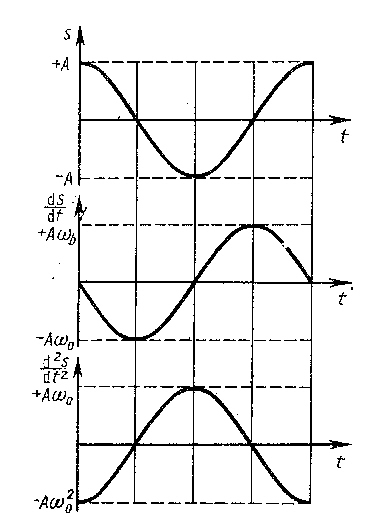 s
+A
t
-A
ds
dt
+Aω₀
t
-Aω₀
d²s
dt²
+Aω₀
t
-Aω₀²